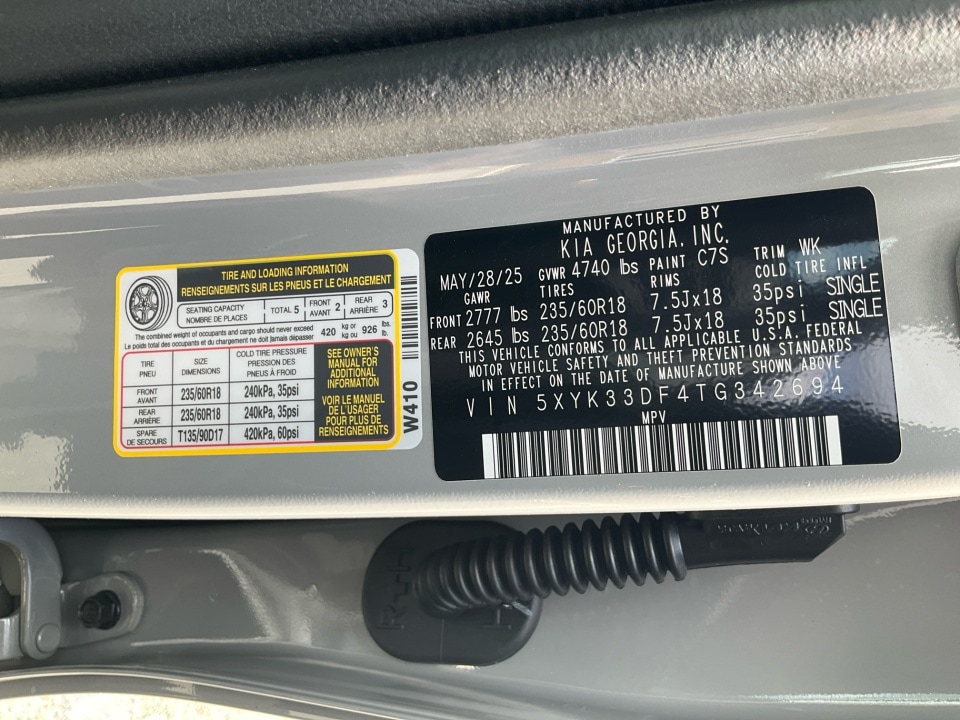 TIRE AND LOADING INFORMATION
RENSEIGNEMENTS SUR LES PNEUS ET LE CHARGEMENT
SEATING CAPACITY
NOMBRE DE PLACES
TOTAL 5
FRONT
AVANT 2
REAR
ARRIÈRE 3
The combined weight of occupants and cargo should never exceed
Le poids total des occupants et du chargement ne doit jamais dépasser
420 kg or
kg ou 926 lbs.
lb.
TIRE
PNEU
SIZE
DIMENSIONS
COLD TIRE PRESSURE
PRESSION DES
PNEUS À FROID
FRONT
AVANT
235/60R18
240kPa, 35psi
REAR
ARRIÈRE
235/60R18
240kPa, 35psi
SPARE
DE SECOURS
T135/90D17
420kPa, 60psi
SEE OWNER'S
MANUAL FOR
ADDITIONAL
INFORMATION
VOIR LE MANUEL
DE L'USAGER
POUR PLUS DE
RENSEIGNEMENTS
W410
MANUFACTURED BY
KIA GEORGIA, INC.
MAY/28/25 GVWR 4740 lbs PAINT C7S TRIM WK
GAWR TIRES RIMS COLD TIRE INFL
FRONT 2777 lbs 235/60R18 7.5Jx18 35psi SINGLE
REAR 2645 lbs 235/60R18 7.5Jx18 35psi SINGLE
THIS VEHICLE CONFORMS TO ALL APPLICABLE U.S.A. FEDERAL
MOTOR VEHICLE SAFETY AND THEFT PREVENTION STANDARDS
IN EFFECT ON THE DATE OF MANUFACTURE SHOWN ABOVE.
VIN 5XYK33DF4TG342694
MPV